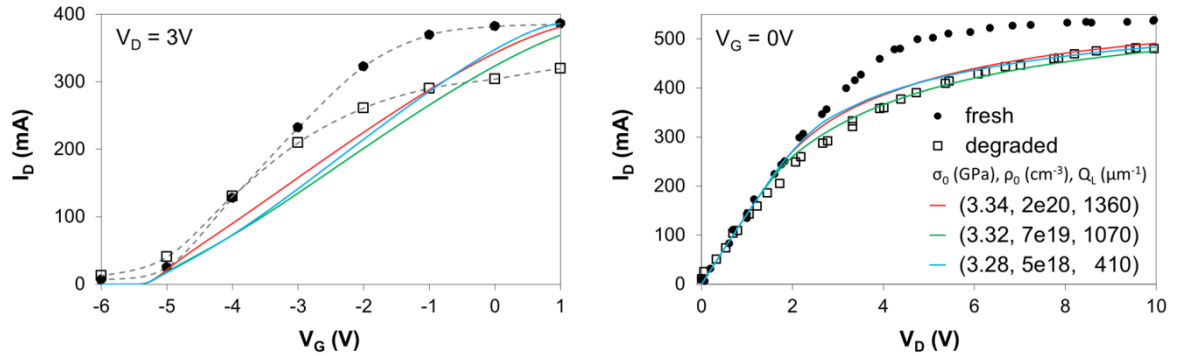 V_D = 3V
I_D (mA)
400
300
200
100
0
-6 -5 -4 -3 -2 -1 0 1
V_G (V)
V_G = 0V
I_D (mA)
500
400
300
200
100
0
fresh
degraded
σ₀ (GPa), ρ₀ (cm⁻³), Q_L (μm⁻¹)
(3.34, 2e20, 1360)
(3.32, 7e19, 1070)
(3.28, 5e18, 410)
0 2 4 6 8 10
V_D (V)